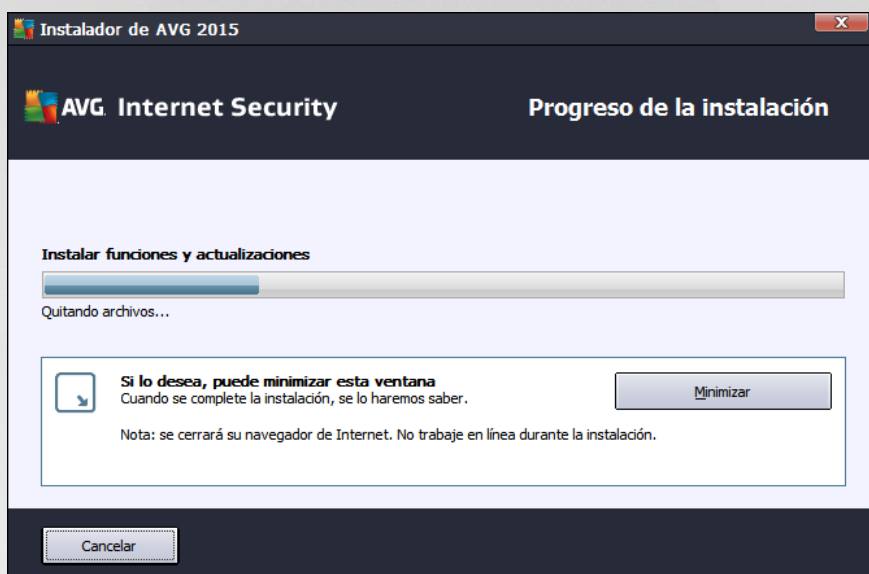 Instalador de AVG 2015
X
AVG. Internet Security
Progreso de la instalación
Instalar funciones y actualizaciones
Quitando archivos...
Si lo desea, puede minimizar esta ventana
Cuando se complete la instalación, se lo haremos saber.
Minimizar
Nota: se cerrará su navegador de Internet. No trabaje en línea durante la instalación.
Cancelar